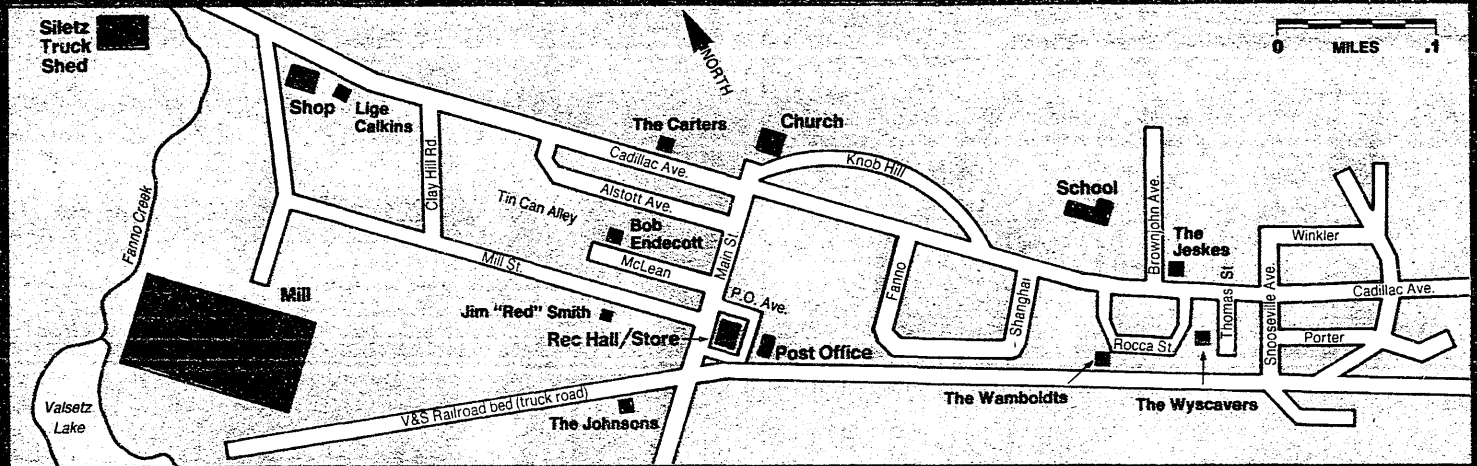 Siletz
Truck
Shed
NORTH
0 MILES .1
Shop
Lige
Calkins
Clay Hill Rd
The Carters
Church
Cadillac Ave.
Knob Hill
Alstott Ave.
Tin Can Alley
School
Brownjohn Ave.
Fanno Creek
Bob
Endecott
Main St.
The
Jeskes
Winkler
McLean
Mill St.
Fanno
Shanghai
Thomas St
Snooseville Ave.
Cadillac Ave.
Mill
P.O. Ave.
Jim "Red" Smith
Rec Hall/Store
Post Office
Rocca St.
Porter
V&S Railroad bed (truck road)
The Johnsons
The Wamboldts
The Wyscavers
Valsetz
Lake